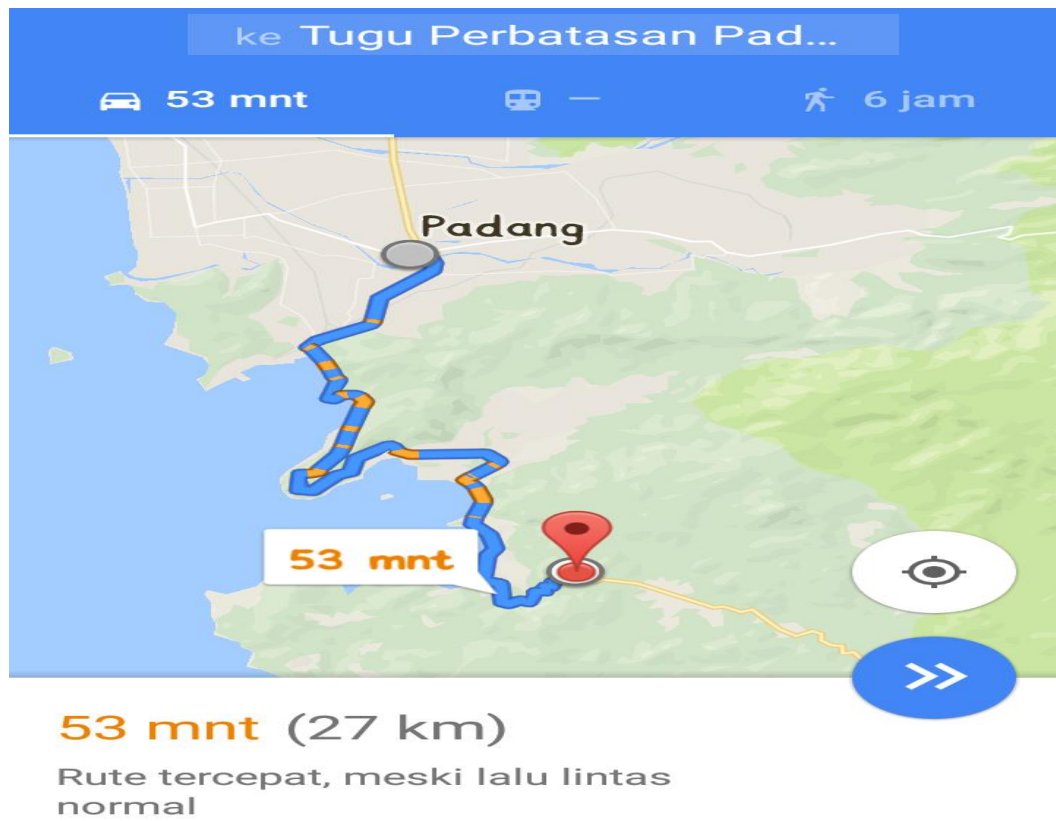 ke Tugu Perbatasan Pad...
53 mnt — 6 jam
Padang
53 mnt
53 mnt (27 km)
Rute tercepat, meski lalu lintas
normal